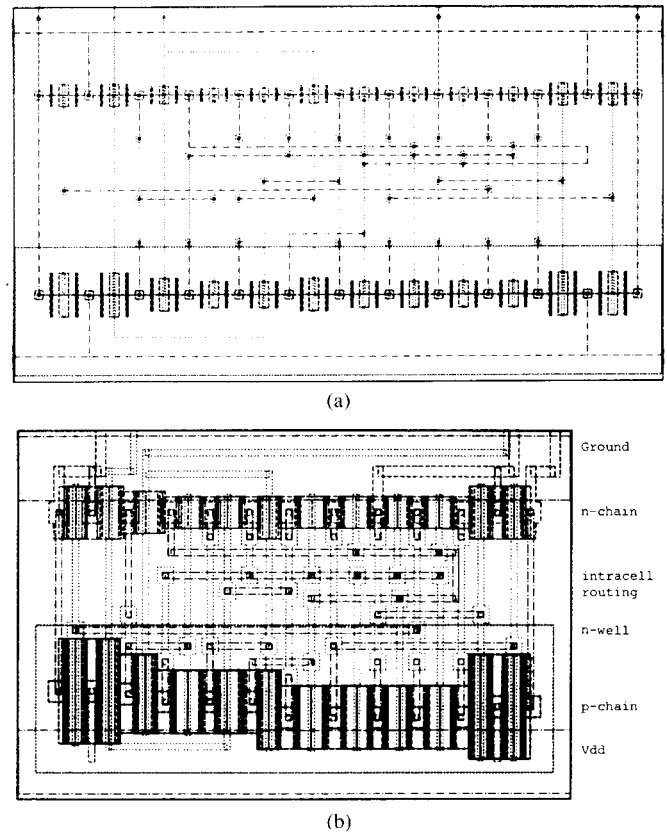 (a)
Ground
n-chain
intracell
routing
n-well
p-chain
Vdd
(b)